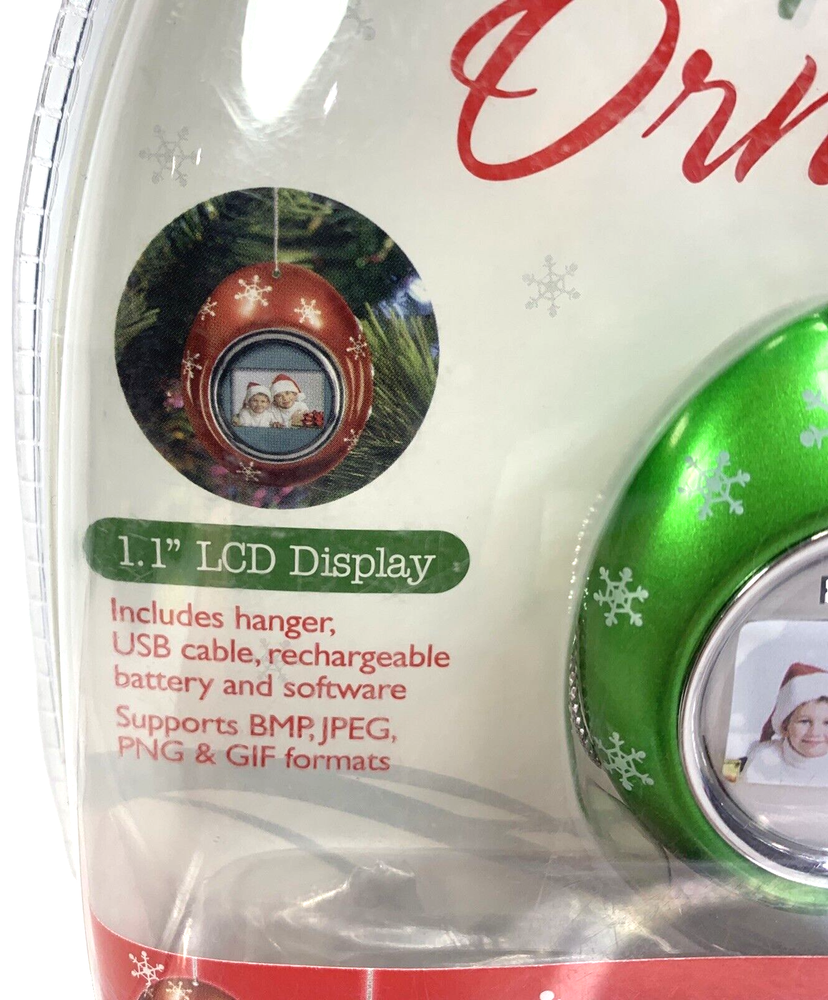 Orn
1.1” LCD Display
Includes hanger,
USB cable, rechargeable
battery and software
Supports BMP, JPEG,
PNG & GIF formats